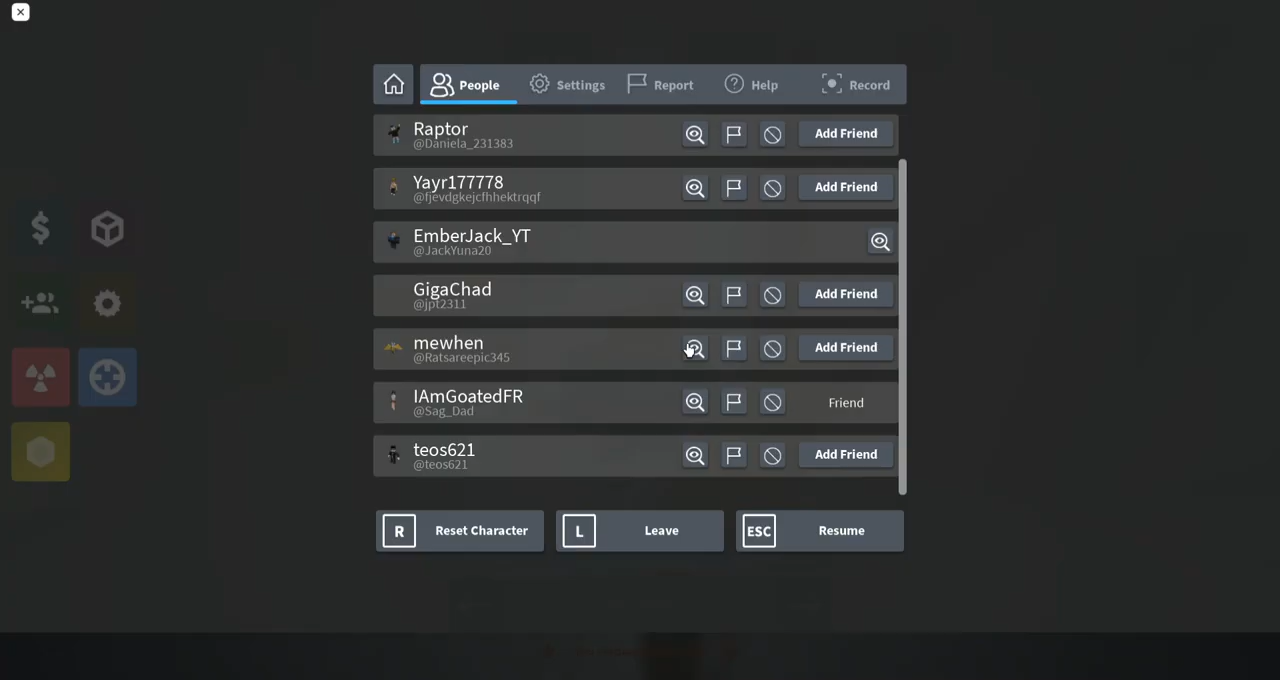 People
Settings
Report
Help
Record
Raptor
@Daniela_231383
Add Friend
Yayr177778
@fjevdgkejcfhhektrqqf
Add Friend
EmberJack_YT
@JackYuna20
GigaChad
@jpt2311
Add Friend
mewhen
@Ratsareepic345
Add Friend
IAmGoatedFR
@Sag_Dad
Friend
teos621
@teos621
Add Friend
R Reset Character
L Leave
ESC Resume